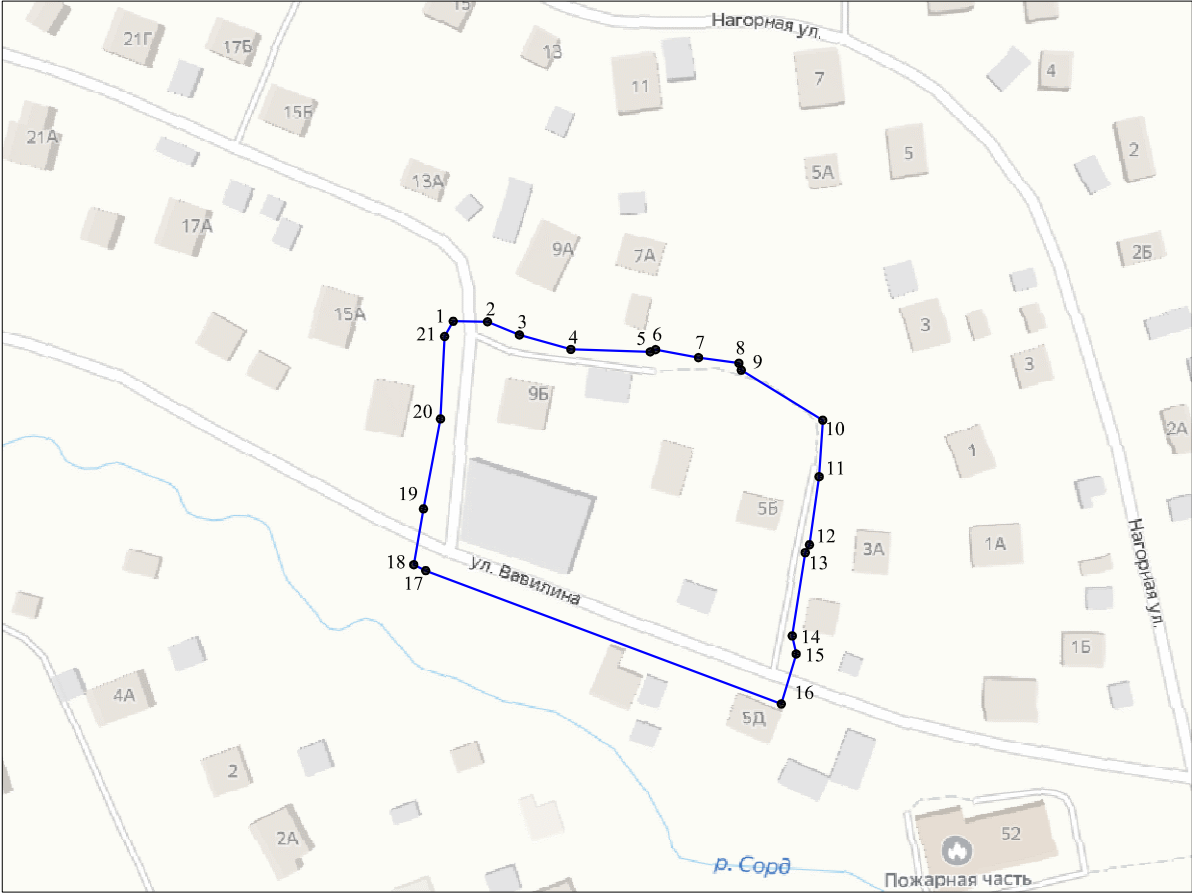 15
Нагорная ул.
21Г
17Б
13
11
7
4
15Б
21А
5
2
5А
13А
17А
9А
7А
2Б
15А
1
2
3
3
21
4
5
6
7
8
9
3
9Б
20
10
2А
1
11
19
5Б
12
13
3А
1А
Нагорная ул.
18
17
ул. Вавилина
14
15
1Б
4А
16
5Д
2
2А
52
р. Сорд
Пожарная часть